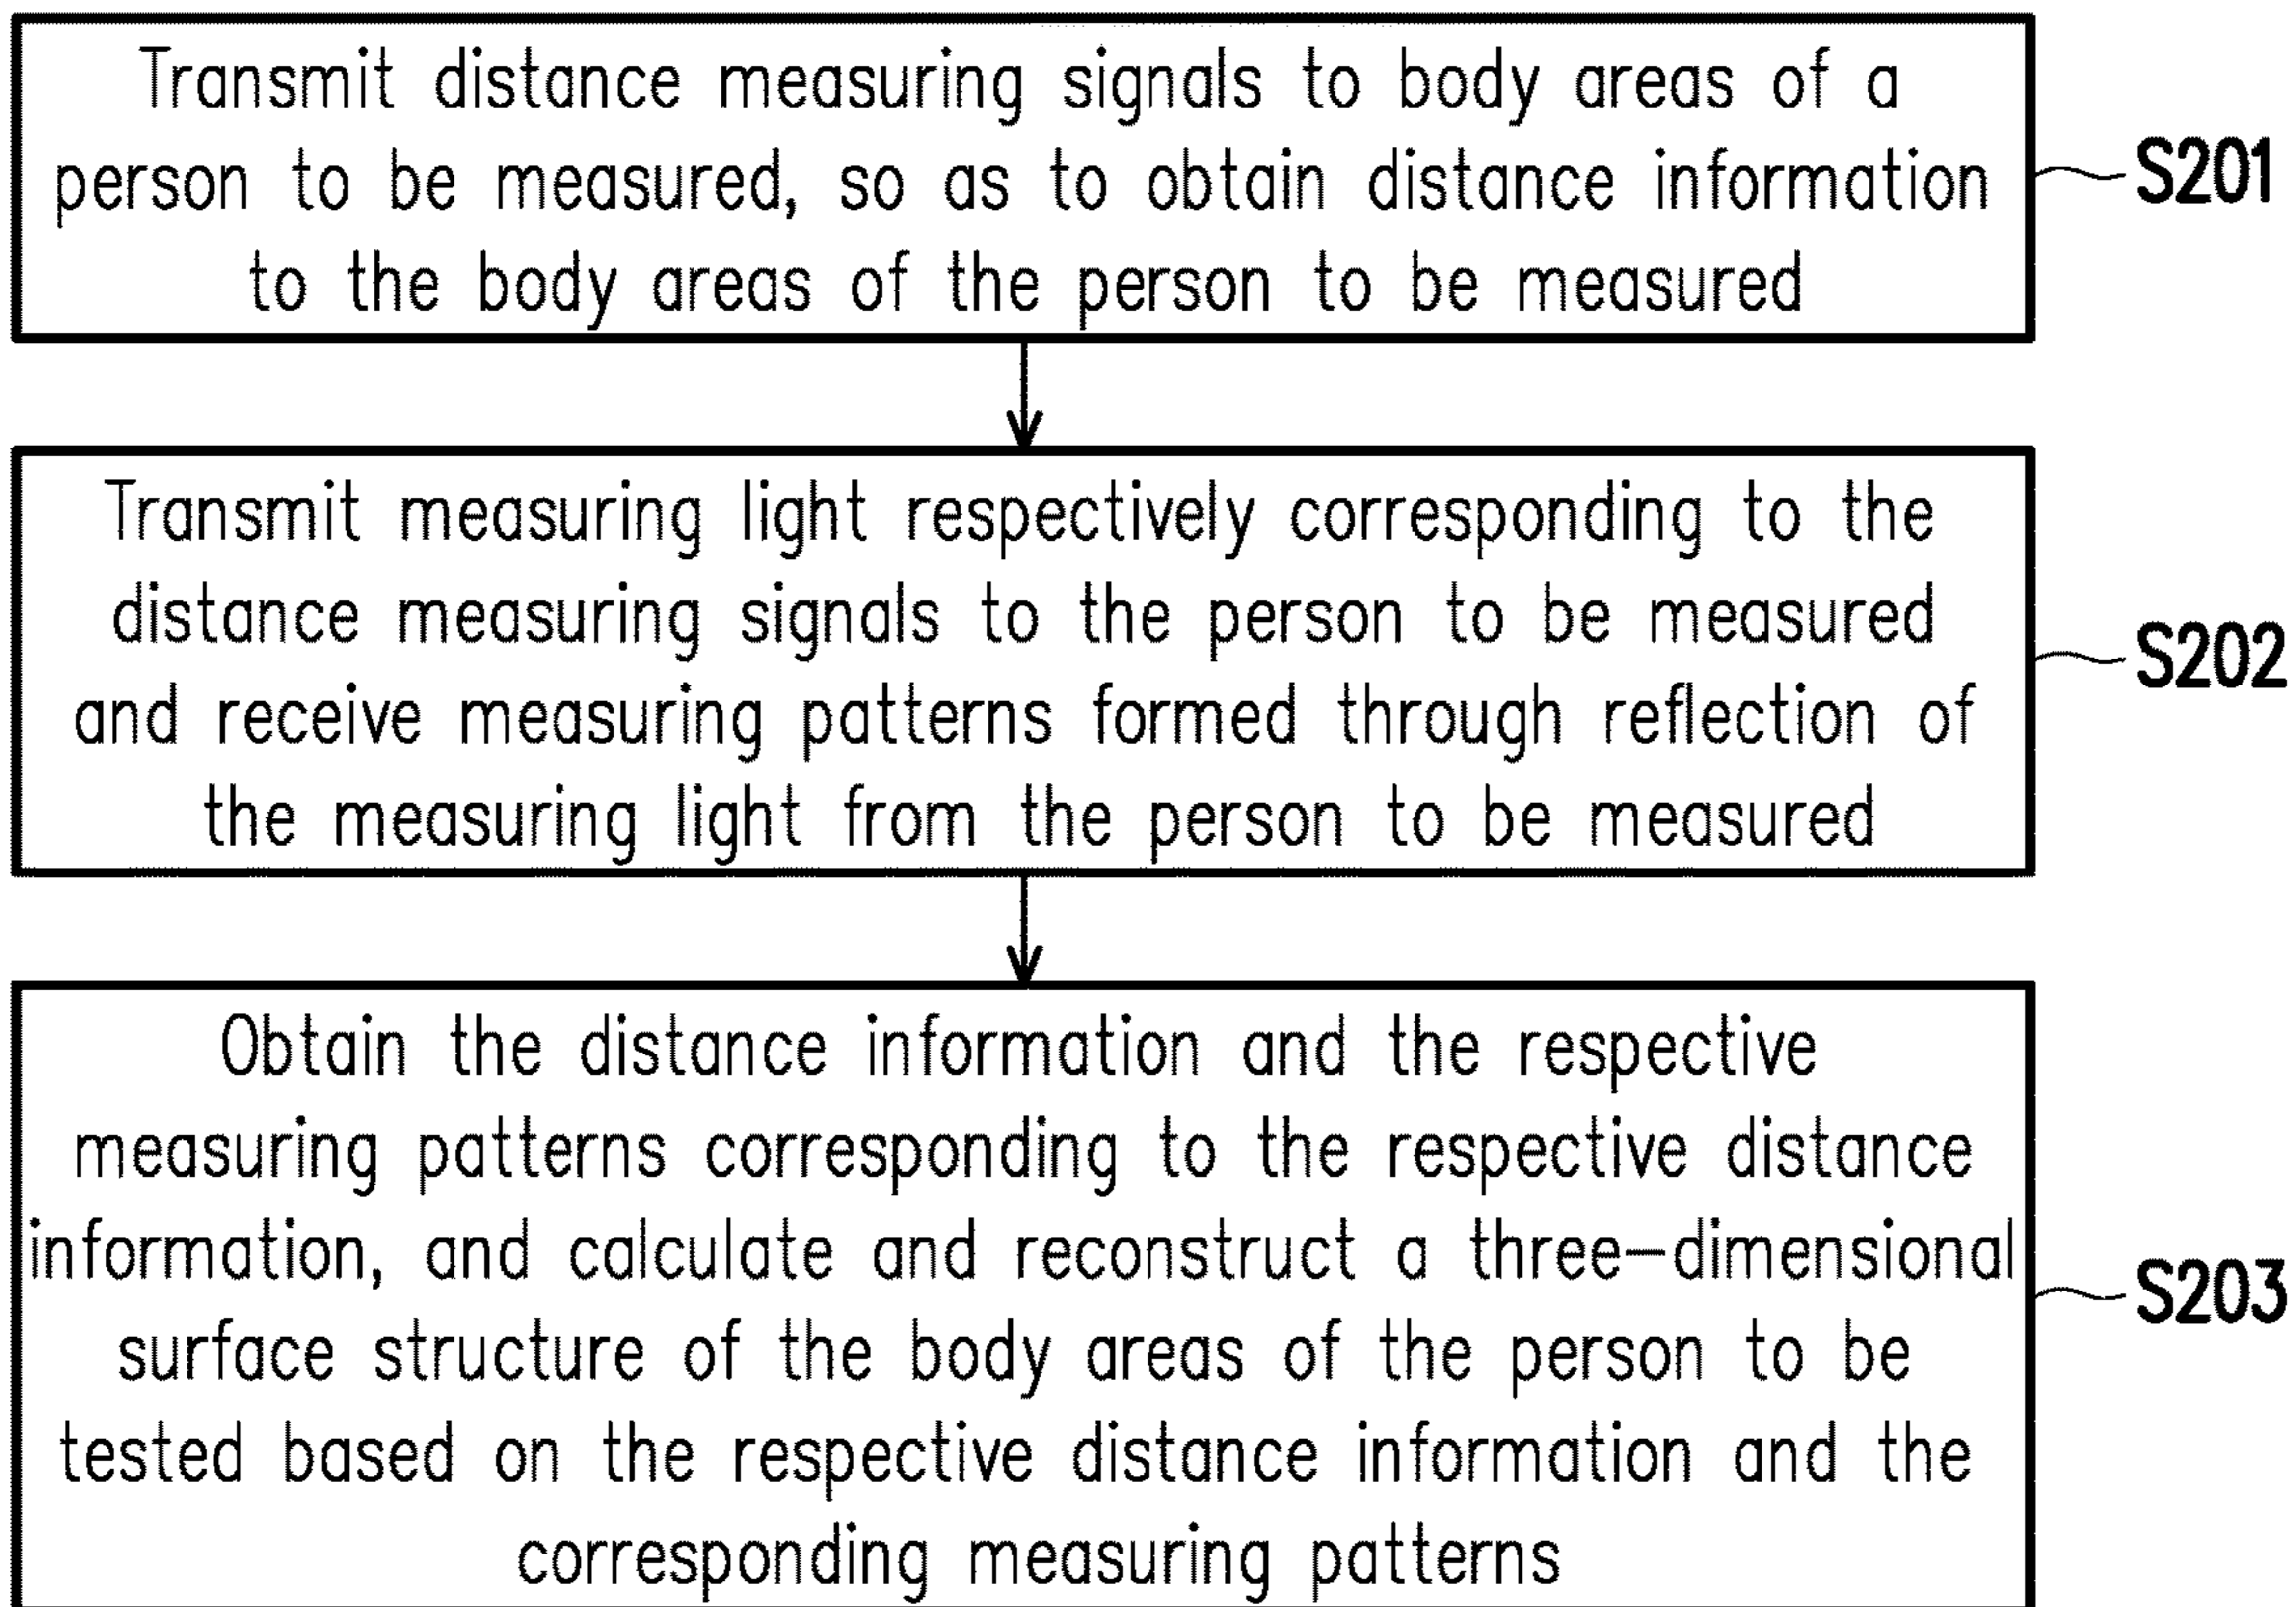 Transmit distance measuring signals to body areas of a
person to be measured, so as to obtain distance information
to the body areas of the person to be measured
S201
Transmit measuring light respectively corresponding to the
distance measuring signals to the person to be measured
and receive measuring patterns formed through reflection of
the measuring light from the person to be measured
S202
Obtain the distance information and the respective
measuring patterns corresponding to the respective distance
information, and calculate and reconstruct a three-dimensional
surface structure of the body areas of the person to be
tested based on the respective distance information and the
corresponding measuring patterns
S203